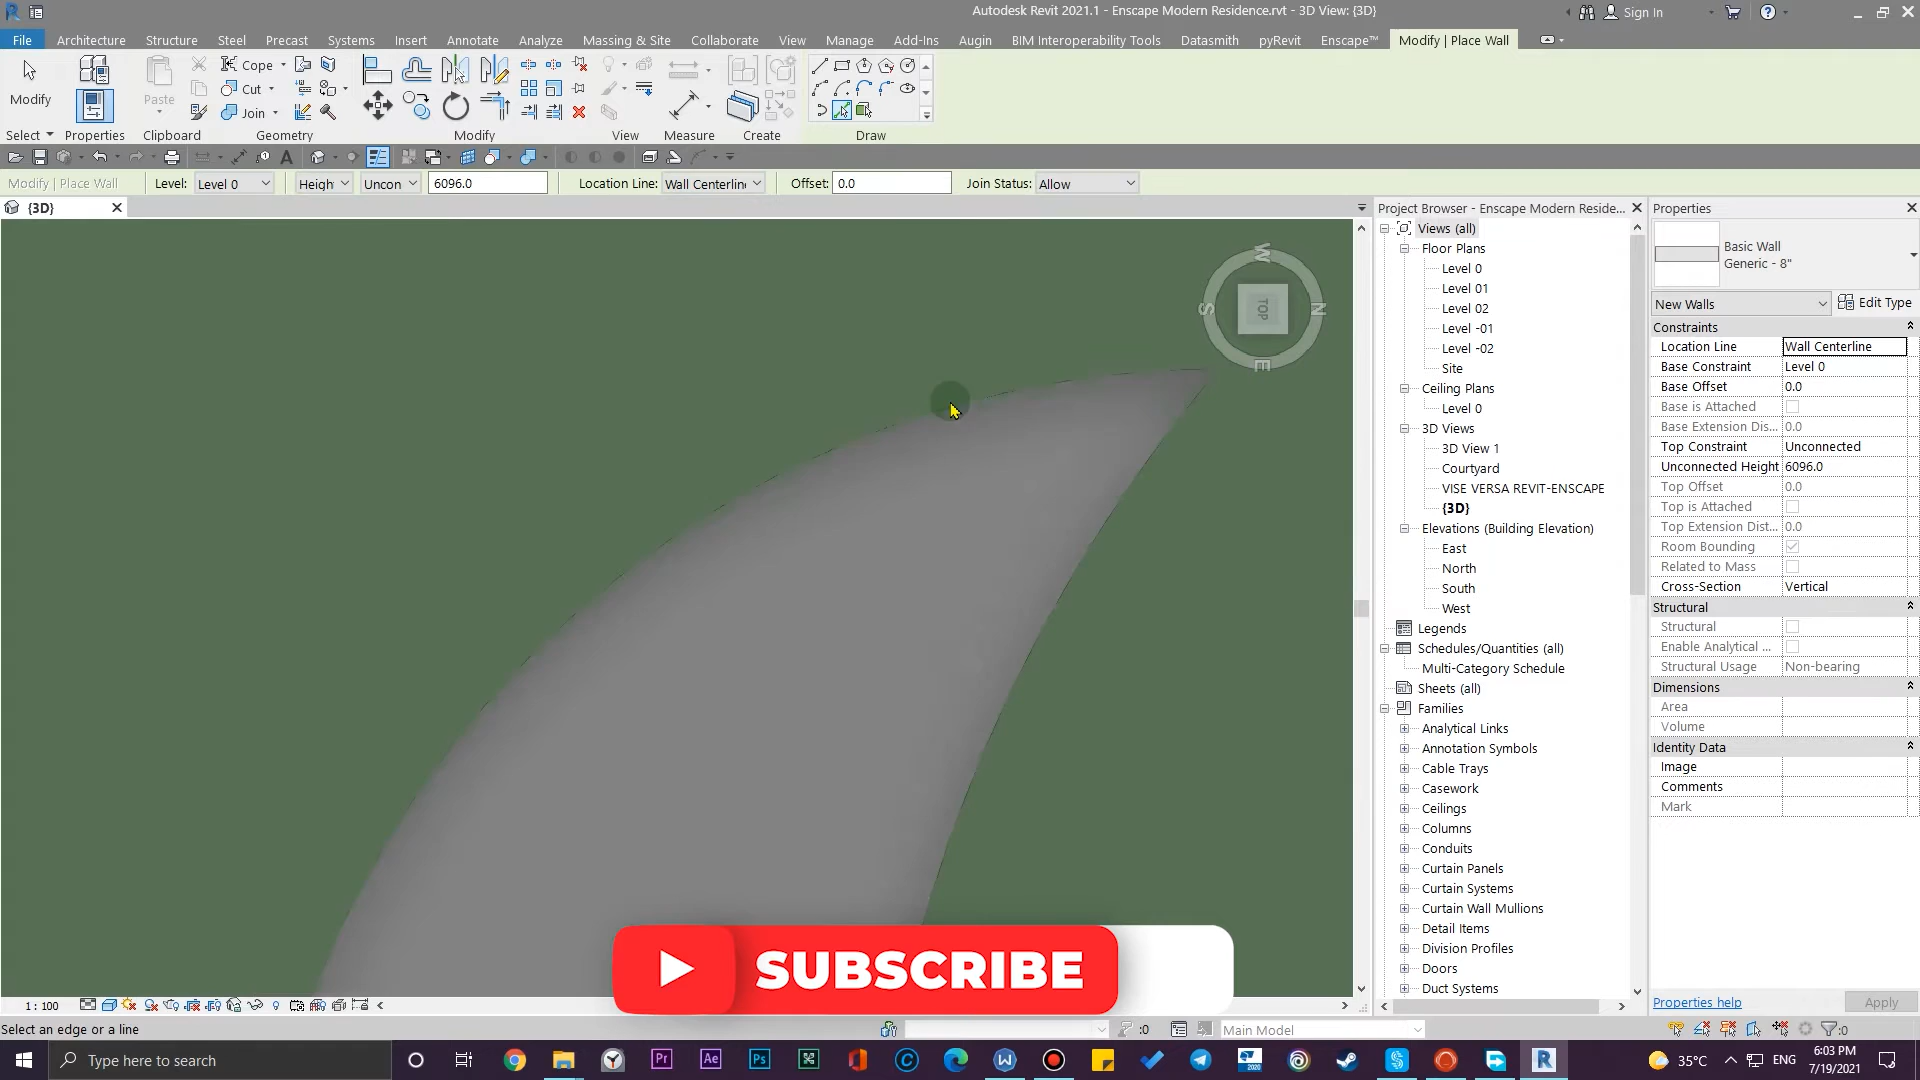 Autodesk Revit 2021.1 - Enscape Modern Residence.rvt - 3D View: {3D}
Sign In
File Architecture Structure Steel Precast Systems Insert Annotate Analyze Massing & Site Collaborate View Manage Add-Ins Augin BIM Interoperability Tools Datasmith pyRevit Enscape™ Modify | Place Wall
Modify
Paste
Cope
Cut
Join
Select Properties Clipboard Geometry Modify View Measure Create Draw
Modify | Place Wall Level: Level 0 Heigh Uncon 6096.0 Location Line: Wall Centerlin Offset: 0.0 Join Status: Allow
{3D}
W
S
N
E
TOP
Project Browser - Enscape Modern Reside...
Views (all)
Floor Plans
Level 0
Level 01
Level 02
Level -01
Level -02
Site
Ceiling Plans
Level 0
3D Views
3D View 1
Courtyard
VISE VERSA REVIT-ENSCAPE
{3D}
Elevations (Building Elevation)
East
North
South
West
Legends
Schedules/Quantities (all)
Multi-Category Schedule
Sheets (all)
Families
Analytical Links
Annotation Symbols
Cable Trays
Casework
Ceilings
Columns
Conduits
Curtain Panels
Curtain Systems
Curtain Wall Mullions
Detail Items
Division Profiles
Doors
Duct Systems
Properties
Basic Wall
Generic - 8"
New Walls Edit Type
Constraints
Location Line Wall Centerline
Base Constraint Level 0
Base Offset 0.0
Base is Attached
Base Extension Dis... 0.0
Top Constraint Unconnected
Unconnected Height 6096.0
Top Offset 0.0
Top is Attached
Top Extension Dist... 0.0
Room Bounding
Related to Mass
Cross-Section Vertical
Structural
Structural
Enable Analytical ...
Structural Usage Non-bearing
Dimensions
Area
Volume
Identity Data
Image
Comments
Mark
Properties help Apply
SUBSCRIBE
1 : 100
Select an edge or a line
:0
Main Model
:0
Type here to search
35°C
ENG
6:03 PM
7/19/2021